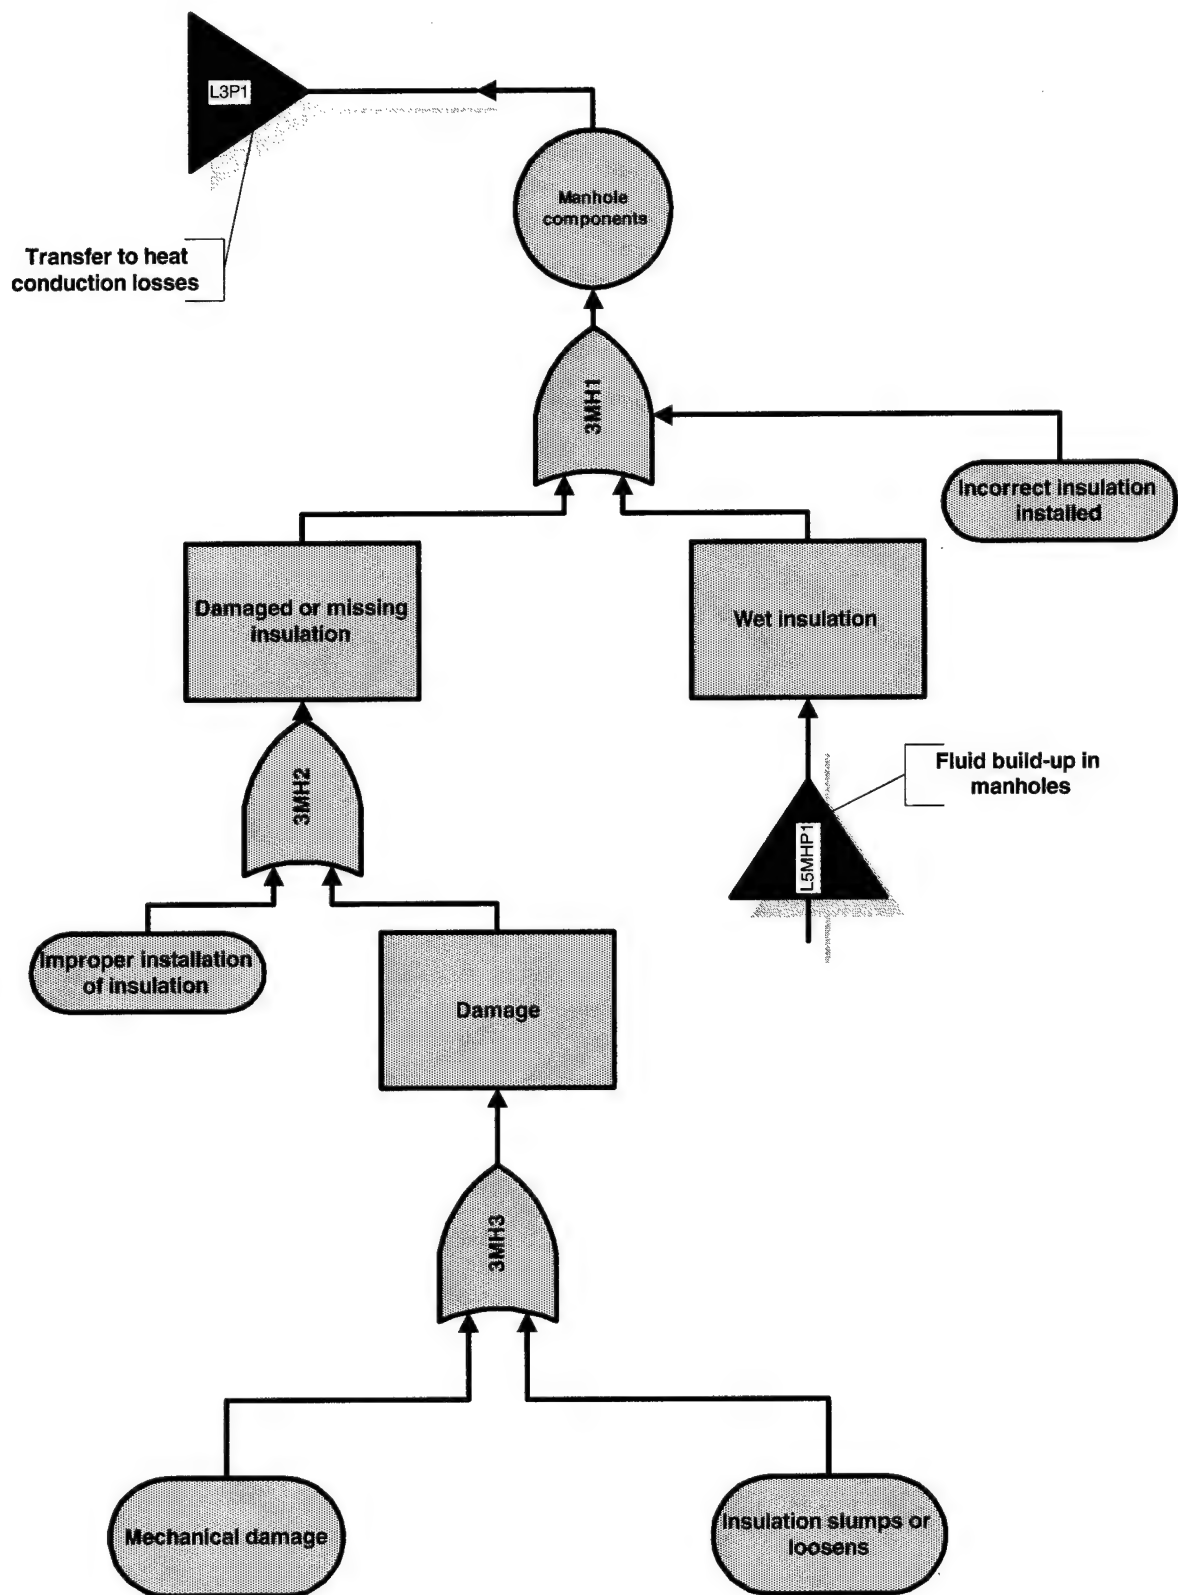 L3P1
Manhole
components
Transfer to heat
conduction losses
3MH1
Incorrect insulation
installed
Damaged or missing
insulation
Wet insulation
3MH2
Fluid build-up in
manholes
L5MHP1
Improper installation
of insulation
Damage
3MH3
Mechanical damage
Insulation slumps or
loosens